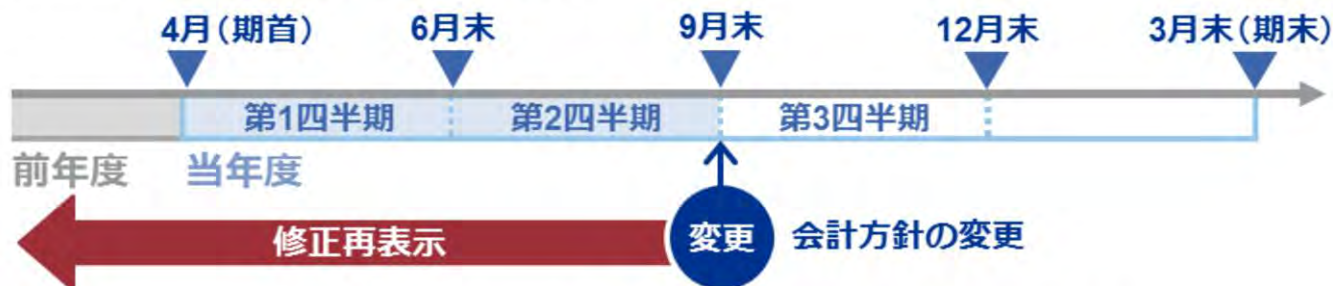 4月（期首） 6月末 9月末 12月末 3月末（期末）
第1四半期 第2四半期 第3四半期
前年度 当年度
修正再表示 変更 会計方針の変更